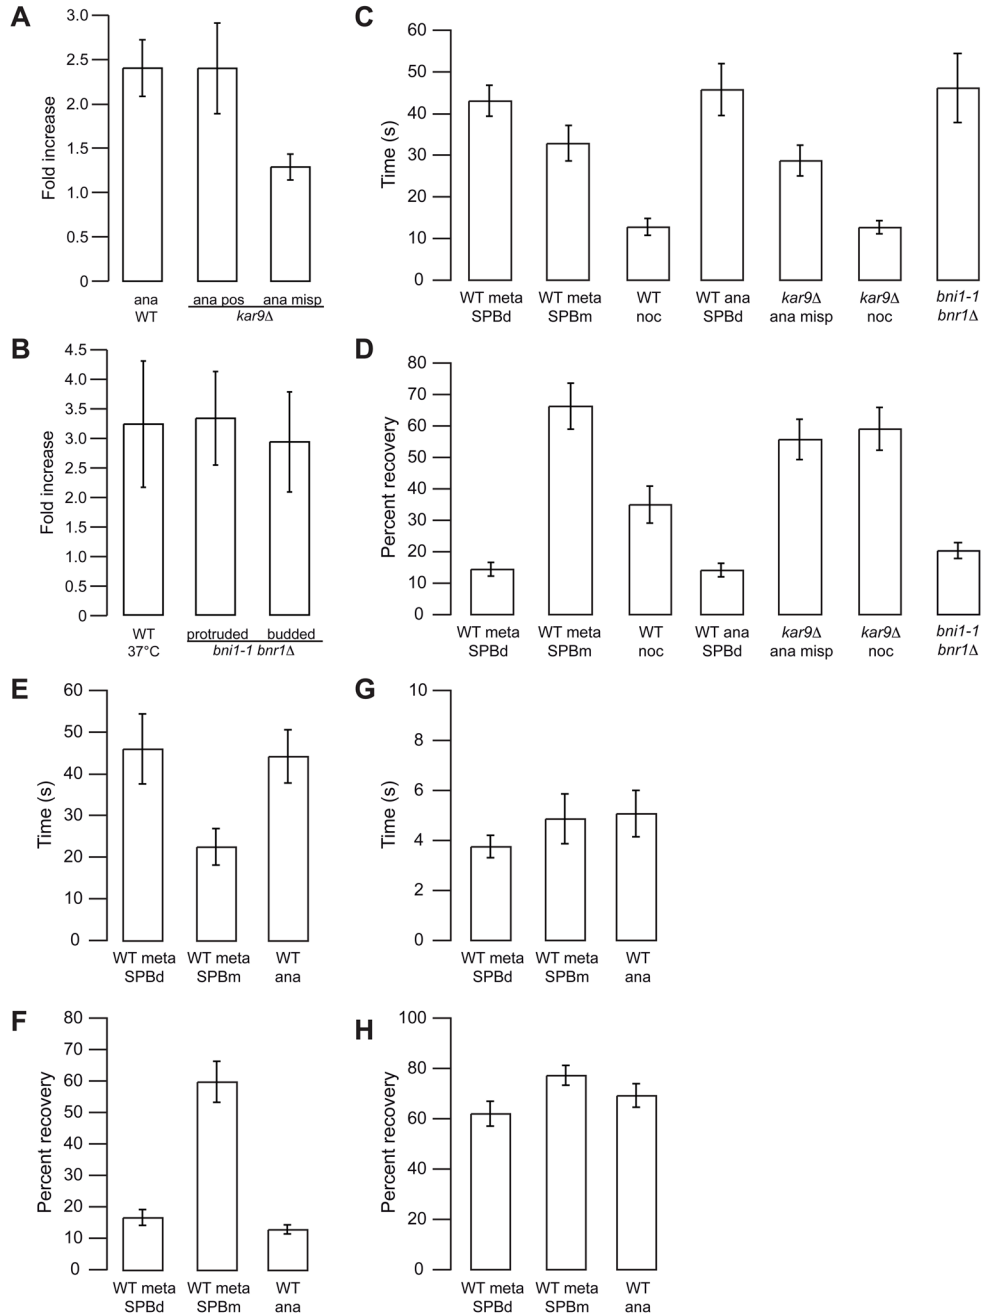 A
Fold increase
3.0
2.5
2.0
1.5
1.0
0.5
0
ana
WT
ana pos
ana misp
kar9Δ
B
Fold increase
4.5
4.0
3.5
3.0
2.5
2.0
1.5
1.0
0.5
0
WT
37°C
protruded
budded
bni1-1 bnr1Δ
C
Time (s)
60
50
40
30
20
10
0
WT meta
SPBd
WT meta
SPBm
WT
noc
WT ana
SPBd
kar9Δ
ana misp
kar9Δ
noc
bni1-1
bnr1Δ
D
Percent recovery
80
70
60
50
40
30
20
10
0
WT meta
SPBd
WT meta
SPBm
WT
noc
WT ana
SPBd
kar9Δ
ana misp
kar9Δ
noc
bni1-1
bnr1Δ
E
Time (s)
60
50
40
30
20
10
0
WT meta
SPBd
WT meta
SPBm
WT
ana
G
Time (s)
10
8
6
4
2
0
WT meta
SPBd
WT meta
SPBm
WT
ana
F
Percent recovery
80
70
60
50
40
30
20
10
0
WT meta
SPBd
WT meta
SPBm
WT
ana
H
Percent recovery
100
80
60
40
20
0
WT meta
SPBd
WT meta
SPBm
WT
ana